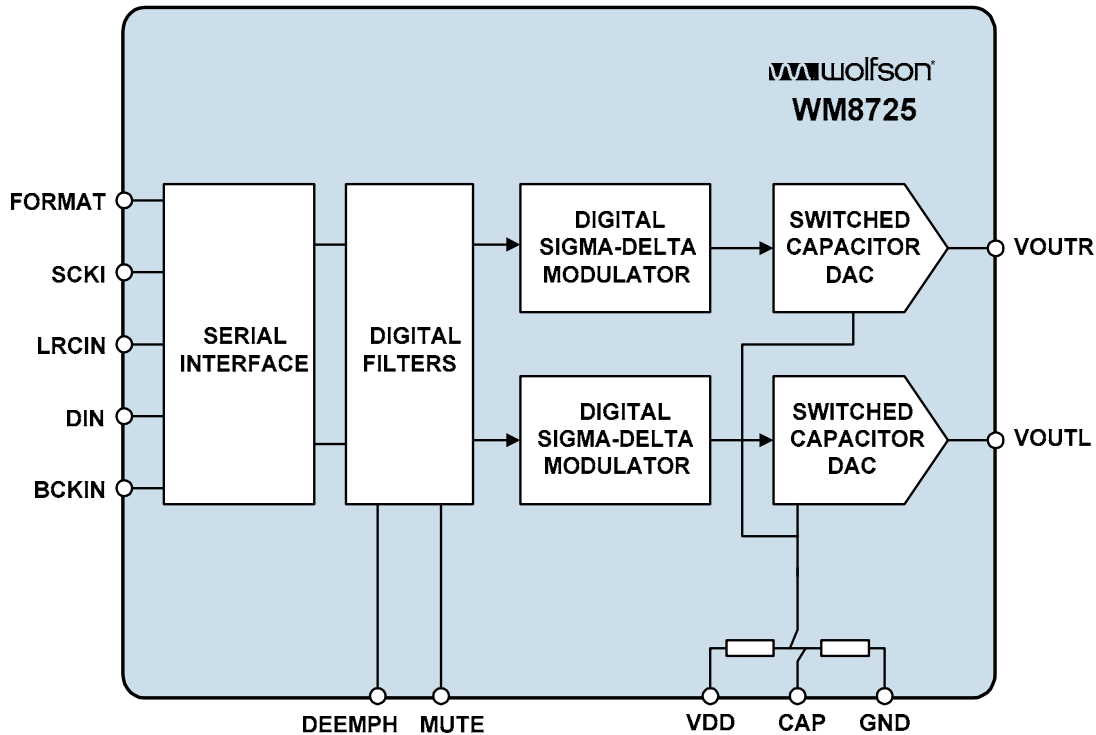 wolfson
WM8725
FORMAT
SCKI
LRCIN
DIN
BCKIN
SERIAL
INTERFACE
DIGITAL
FILTERS
DIGITAL
SIGMA-DELTA
MODULATOR
SWITCHED
CAPACITOR
DAC
VOUTR
DIGITAL
SIGMA-DELTA
MODULATOR
SWITCHED
CAPACITOR
DAC
VOUTL
DEEMPH
MUTE
VDD
CAP
GND